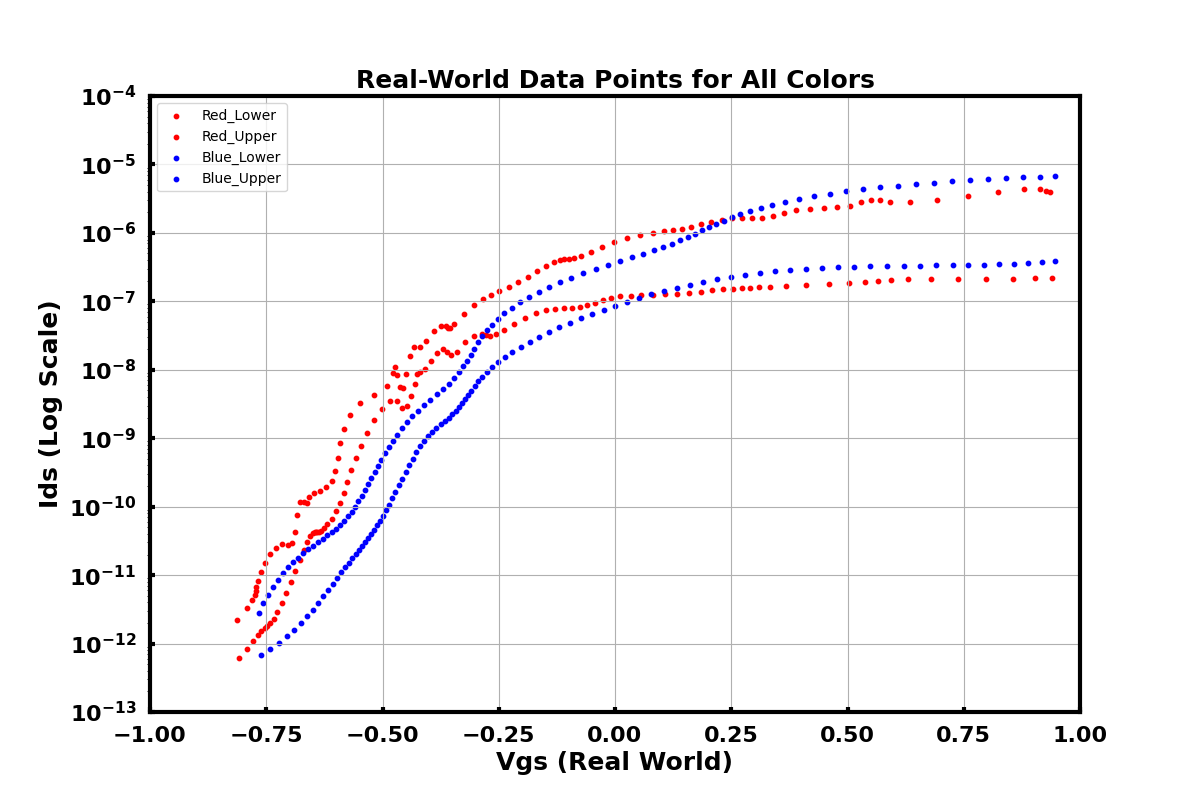 Real-World Data Points for All Colors
Red_Lower
Red_Upper
Blue_Lower
Blue_Upper
Ids (Log Scale)
10⁻⁴
10⁻⁵
10⁻⁶
10⁻⁷
10⁻⁸
10⁻⁹
10⁻¹⁰
10⁻¹¹
10⁻¹²
10⁻¹³
−1.00 −0.75 −0.50 −0.25 0.00 0.25 0.50 0.75 1.00
Vgs (Real World)